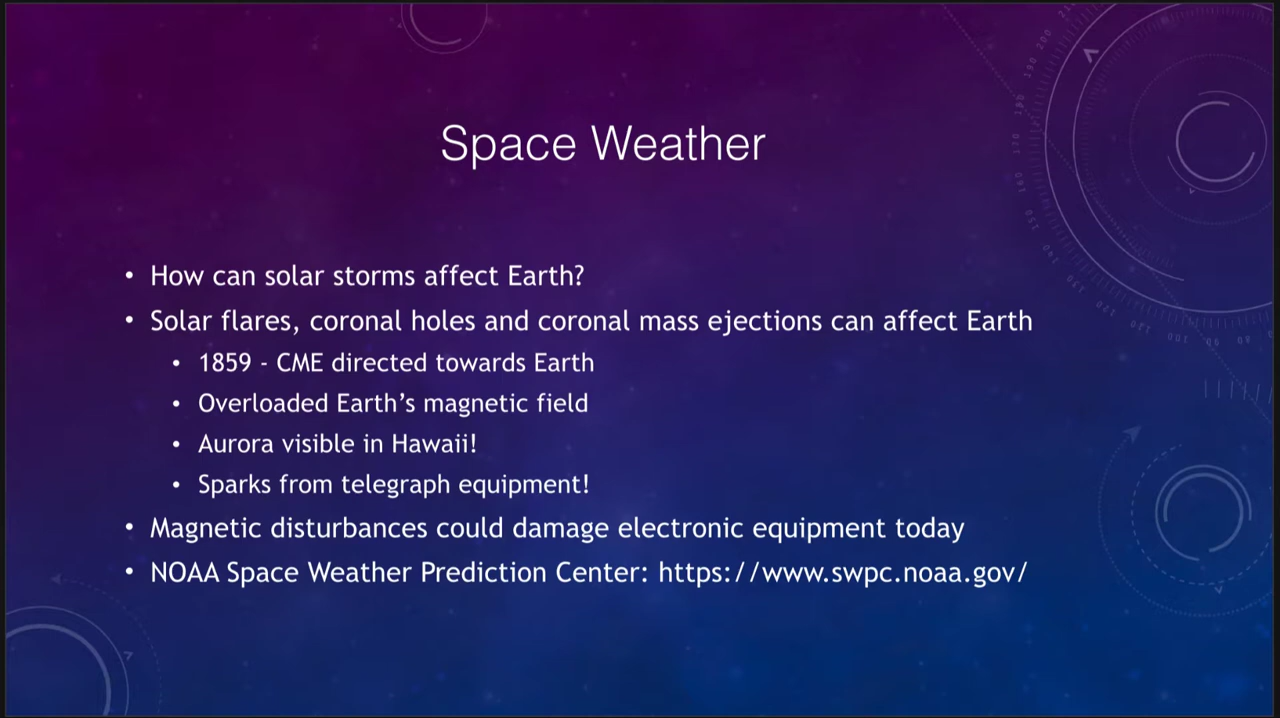 Space Weather
• How can solar storms affect Earth?
• Solar flares, coronal holes and coronal mass ejections can affect Earth
• 1859 - CME directed towards Earth
• Overloaded Earth’s magnetic field
• Aurora visible in Hawaii!
• Sparks from telegraph equipment!
• Magnetic disturbances could damage electronic equipment today
• NOAA Space Weather Prediction Center: https://www.swpc.noaa.gov/